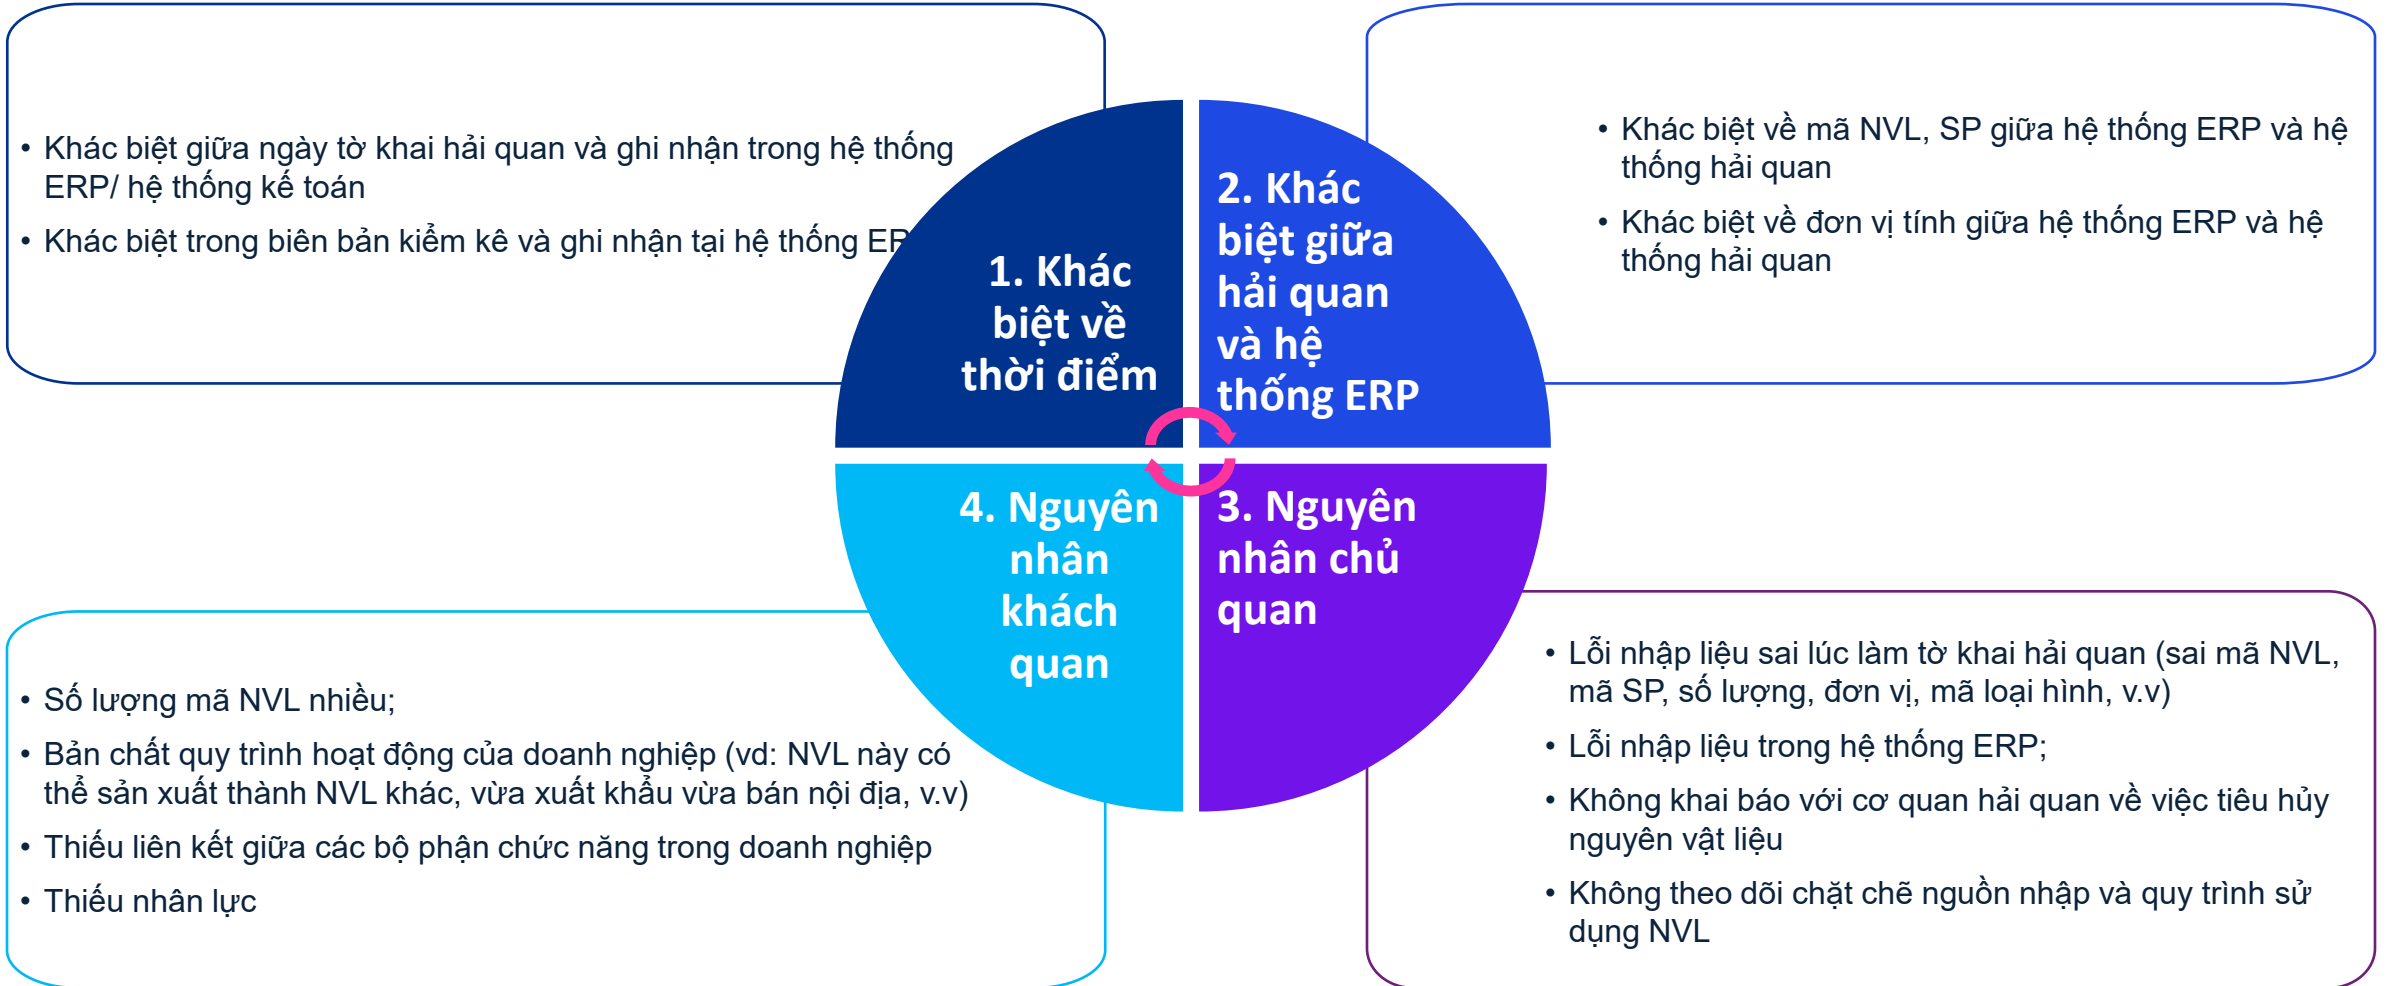 • Khác biệt giữa ngày tờ khai hải quan và ghi nhận trong hệ thống
ERP/ hệ thống kế toán
• Khác biệt trong biên bản kiểm kê và ghi nhận tại hệ thống
1. Khác
biệt về
thời điểm
2. Khác
biệt giữa
hải quan
và hệ
thống ERP
• Khác biệt về mã NVL, SP giữa hệ thống ERP và hệ
thống hải quan
• Khác biệt về đơn vị tính giữa hệ thống ERP và hệ
thống hải quan
4. Nguyên
nhân
khách
quan
3. Nguyên
nhân chủ
quan
• Số lượng mã NVL nhiều;
• Bản chất quy trình hoạt động của doanh nghiệp (vd: NVL này có
thể sản xuất thành NVL khác, vừa xuất khẩu vừa bán nội địa, v.v)
• Thiếu liên kết giữa các bộ phận chức năng trong doanh nghiệp
• Thiếu nhân lực
• Lỗi nhập liệu sai lúc làm tờ khai hải quan (sai mã NVL,
mã SP, số lượng, đơn vị, mã loại hình, v.v)
• Lỗi nhập liệu trong hệ thống ERP;
• Không khai báo với cơ quan hải quan về việc tiêu hủy
nguyên vật liệu
• Không theo dõi chặt chẽ nguồn nhập và quy trình sử
dụng NVL